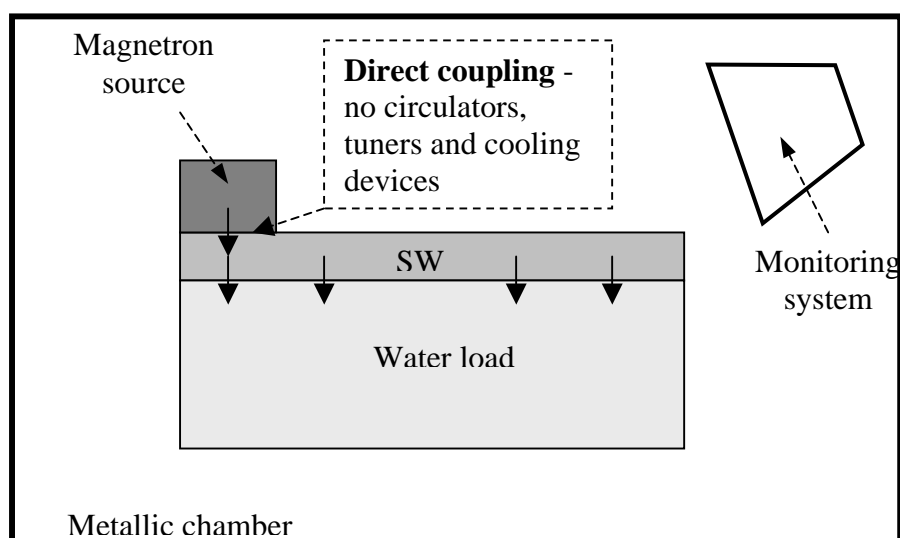 Magnetron
source
Direct coupling -
no circulators,
tuners and cooling
devices
SW
Monitoring
system
Water load
Metallic chamber